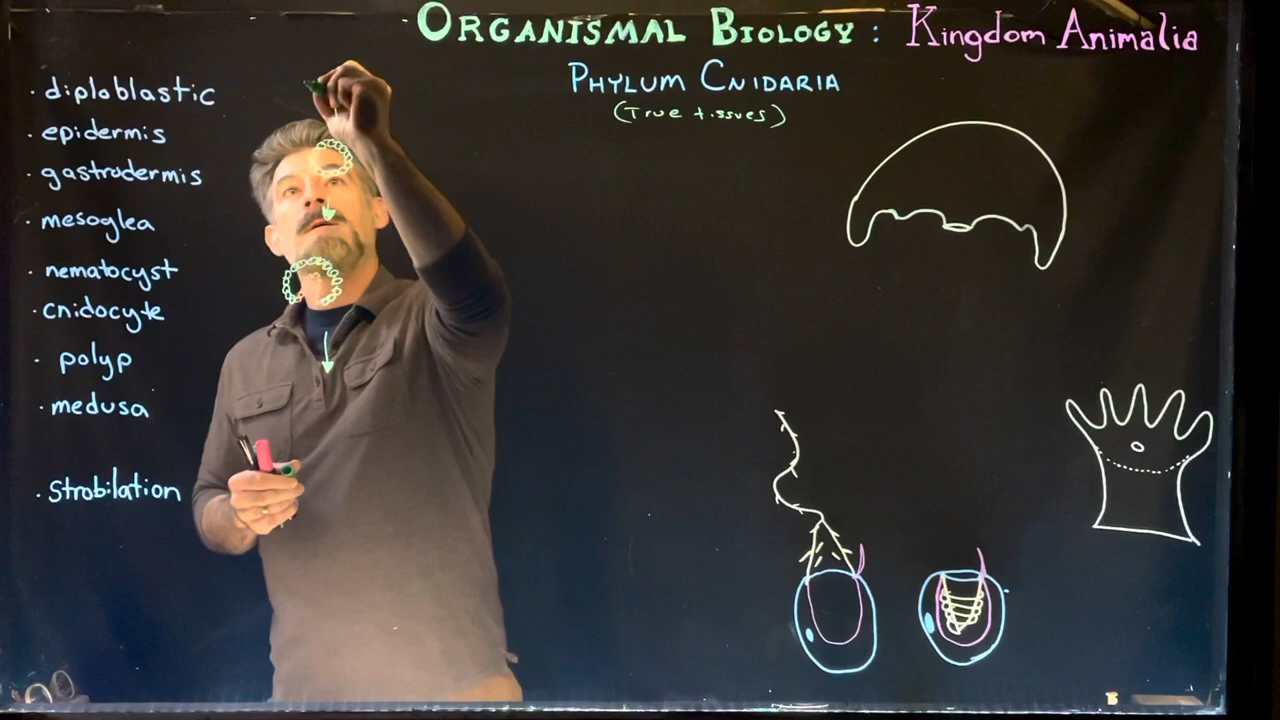 ORGANISMAL BIOLOGY : Kingdom Animalia
PHYLUM CNIDARIA
(True tissues)
· diploblastic
· epidermis
· gastrodermis
· mesoglea
· nematocyst
· cnidocyte
· polyp
· medusa
· Strobilation
B